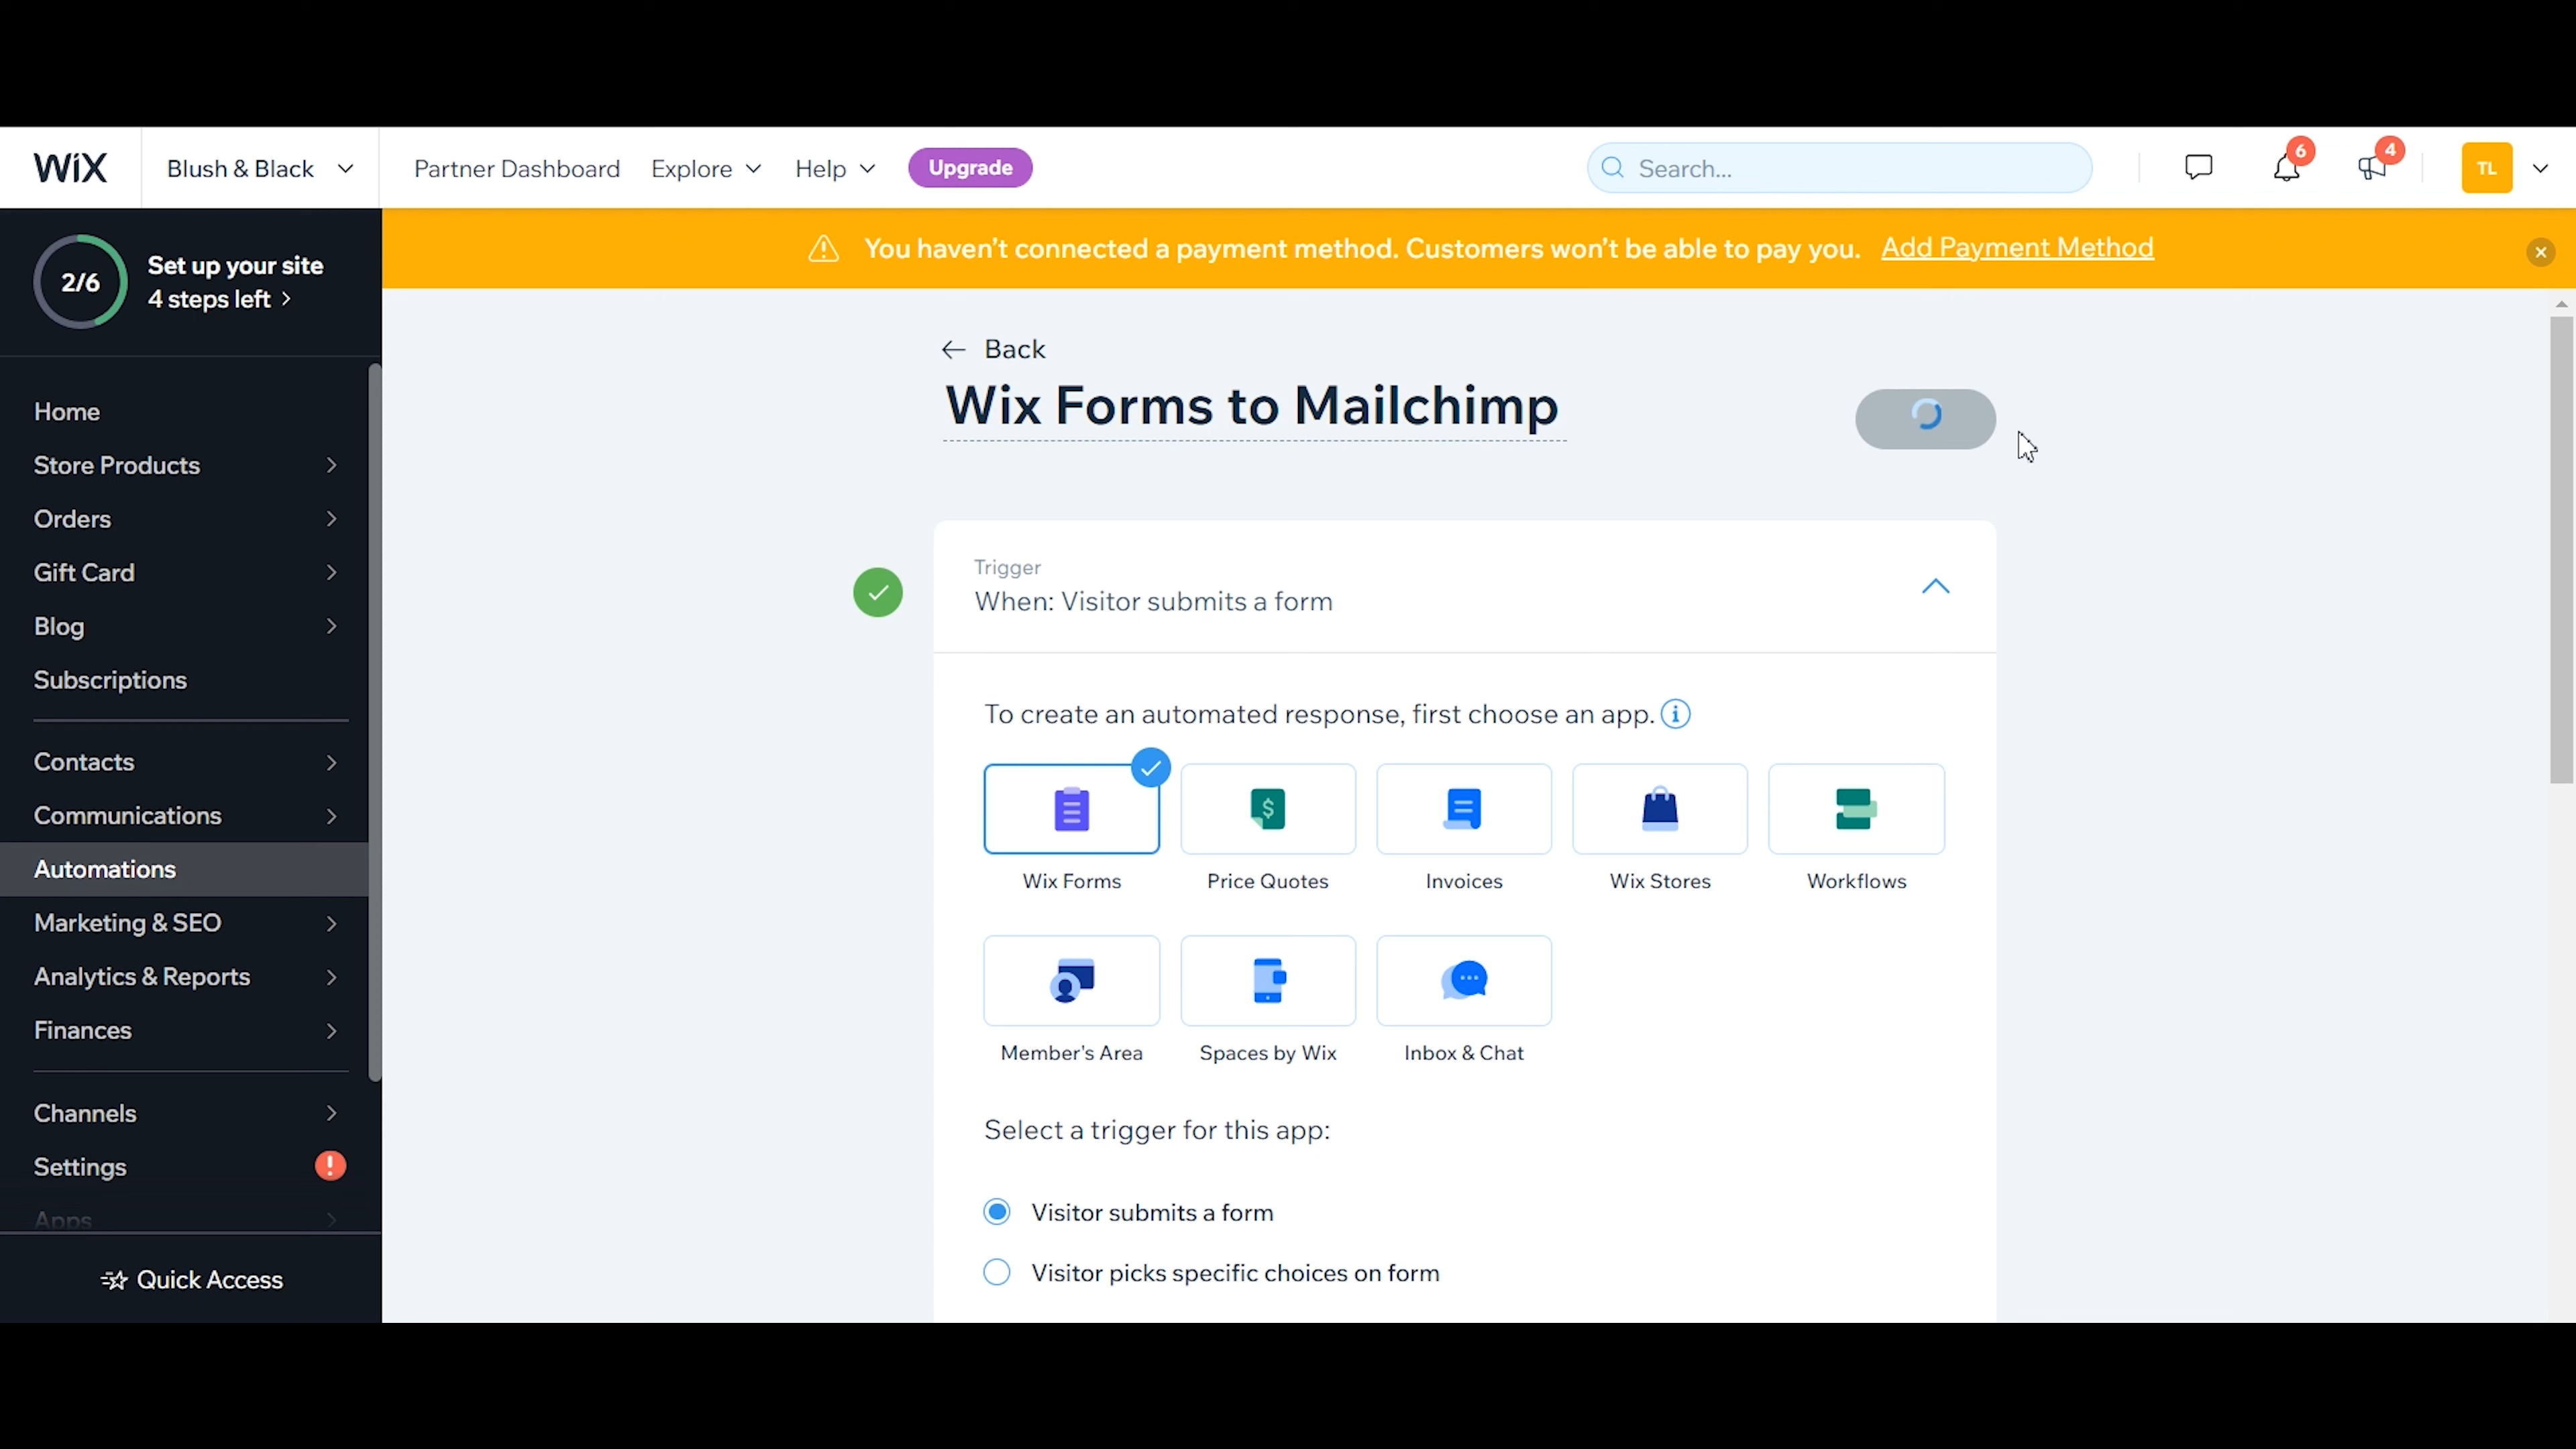 WiX
Blush & Black
Partner Dashboard
Explore
Help
Upgrade
Search...
6
4
TL
You haven't connected a payment method. Customers won't be able to pay you. Add Payment Method
2/6
Set up your site
4 steps left
Home
Store Products
Orders
Gift Card
Blog
Subscriptions
Contacts
Communications
Automations
Marketing & SEO
Analytics & Reports
Finances
Channels
Settings
Apps
Quick Access
Back
Wix Forms to Mailchimp
Trigger
When: Visitor submits a form
To create an automated response, first choose an app.
Wix Forms
Price Quotes
Invoices
Wix Stores
Workflows
Member's Area
Spaces by Wix
Inbox & Chat
Select a trigger for this app:
Visitor submits a form
Visitor picks specific choices on form